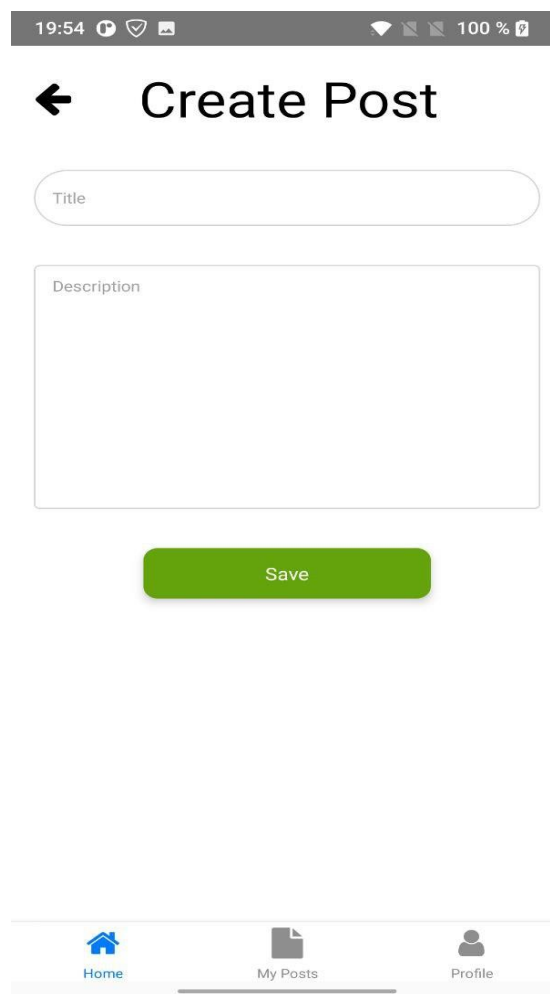 19:54 100 %
Create Post
Title
Description
Save
Home My Posts Profile